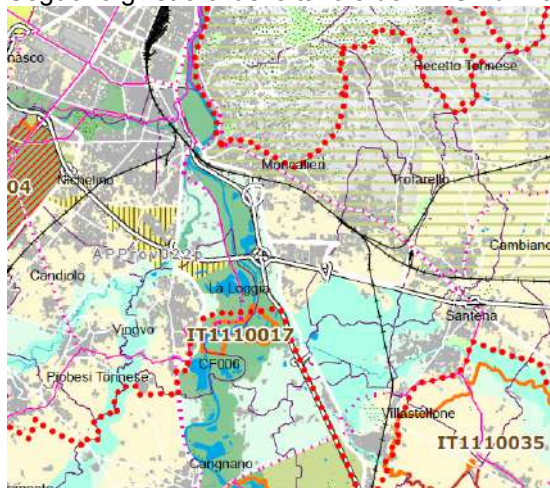 nasco
Pecetto Torinese
Moncalieri
Nichelino
Trofarello
04
Cambiano
Candiolo
La Loggia
Santena
IT1110017
Vinovo
CF006
Piobesi Torinese
Villastellone
IT1110035
Carignano